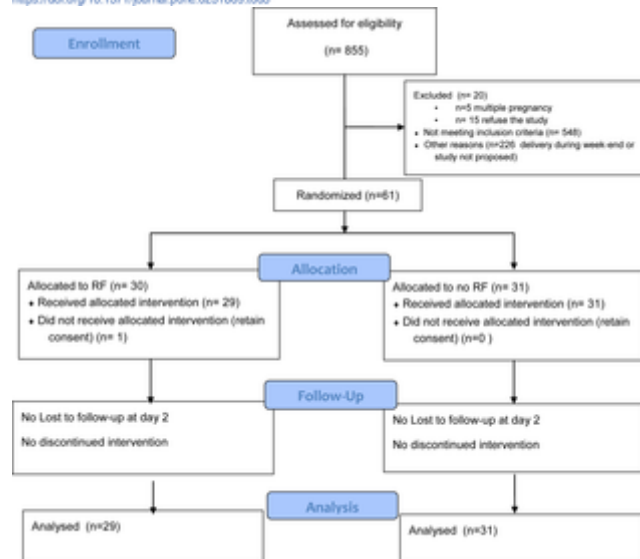 Enrollment
Assessed for eligibility
(n= 855)
Excluded (n= 20)
• n=5 multiple pregnancy
• n= 15 refuse the study
• Not meeting inclusion criteria (n= 548)
• Other reasons (n=226 delivery during week-end or
study not proposed)
Randomized (n=61)
Allocation
Allocated to RF (n= 30)
• Received allocated intervention (n= 29)
• Did not receive allocated intervention (retain
consent) (n= 1)
Allocated to no RF (n= 31)
• Received allocated intervention (n= 31)
• Did not receive allocated intervention (retain
consent) (n=0 )
Follow-Up
No Lost to follow-up at day 2
No discontinued intervention
No Lost to follow-up at day 2
No discontinued intervention
Analysis
Analysed (n=29)
Analysed (n=31)